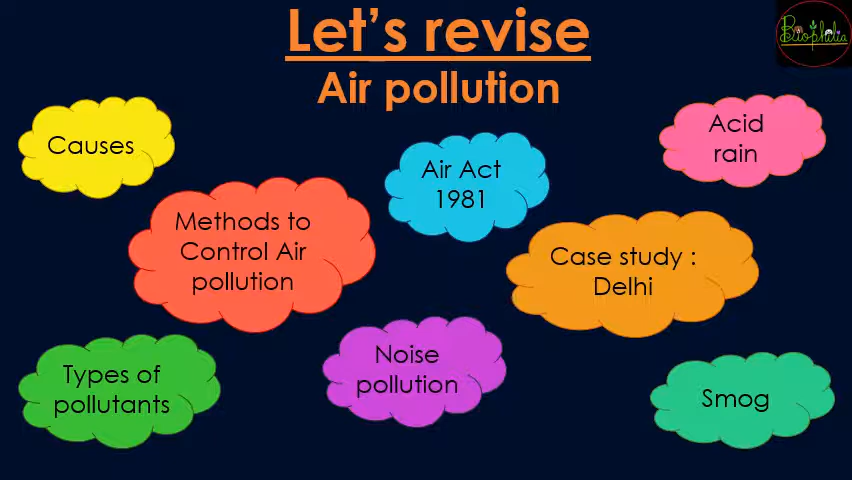 Let's revise
Air pollution
Biophilia
Causes
Acid
rain
Air Act
1981
Methods to
Control Air
pollution
Case study :
Delhi
Types of
pollutants
Noise
pollution
Smog